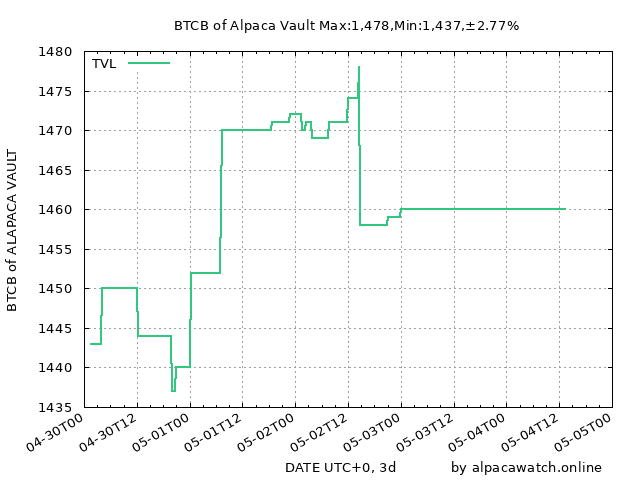 BTCB of Alpaca Vault Max:1,478,Min:1,437,±2.77%
TVL
BTCB of ALAPACA VAULT
1480
1475
1470
1465
1460
1455
1450
1445
1440
1435
04-30T00
04-30T12
05-01T00
05-01T12
05-02T00
05-02T12
05-03T00
05-03T12
05-04T00
05-04T12
05-05T00
DATE UTC+0, 3d
by alpacawatch.online